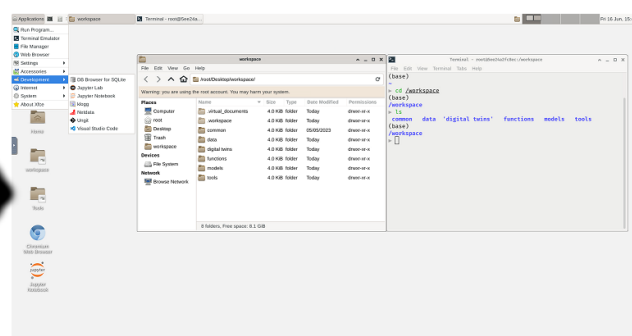 Applications
workspace
Terminal - root@5ee24a...
Fri 16 Jun, 15:
Run Program...
Terminal Emulator
File Manager
Web Browser
Settings
Accessories
Development
Internet
System
About Xfce
DB Browser for SQLite
Jupyter Lab
Jupyter Notebook
klogg
Neidata
Ungit
Visual Studio Code
Home
workspace
Tools
Chromium
Web Browser
Jupyter
Notebook
workspace
File Edit View Go Help
/root/Desktop/workspace/
Warning: you are using the root account. You may harm your system.
Places
Computer
root
Desktop
Trash
workspace
Devices
File System
Network
Browse Network
Name Size Type Date Modified Permissions
.virtual_documents 4.0 KiB folder Today drwxr-xr-x
.workspace 4.0 KiB folder Today drwxr-xr-x
common 4.0 KiB folder 05/05/2023 drwxr-xr-x
data 4.0 KiB folder Today drwxr-xr-x
digital twins 4.0 KiB folder Today drwxr-xr-x
functions 4.0 KiB folder Today drwxr-xr-x
models 4.0 KiB folder Today drwxr-xr-x
tools 4.0 KiB folder Today drwxr-xr-x
8 folders, Free space: 8.1 GiB
File Edit View Terminal Tabs Help
(base)
~
cd /workspace
(base)
/workspace
ls
common data 'digital twins' functions models tools
(base)
/workspace